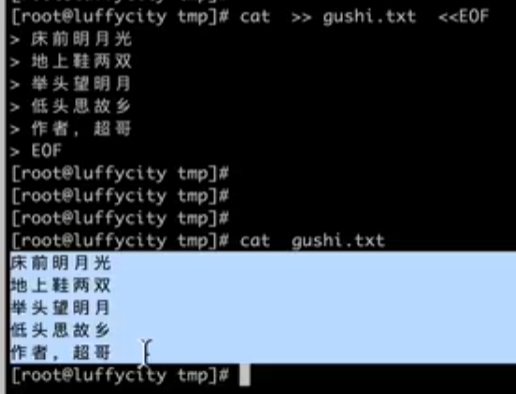 [root@luffycity tmp]# cat  >> gushi.txt  <<EOF
> 床前明月光
> 地上鞋两双
> 举头望明月
> 低头思故乡
> 作者，超哥
> EOF
[root@luffycity tmp]#
[root@luffycity tmp]#
[root@luffycity tmp]#
[root@luffycity tmp]# cat  gushi.txt
床前明月光
地上鞋两双
举头望明月
低头思故乡
作者，超哥
[root@luffycity tmp]#